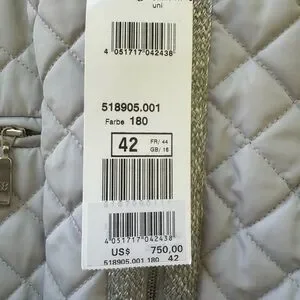 uni
4 051717 042438
518905.001
Farbe 180
42
FR/ 44
GB/ 16
4 051717 042438
US$ 750,00
518905.001.180 42